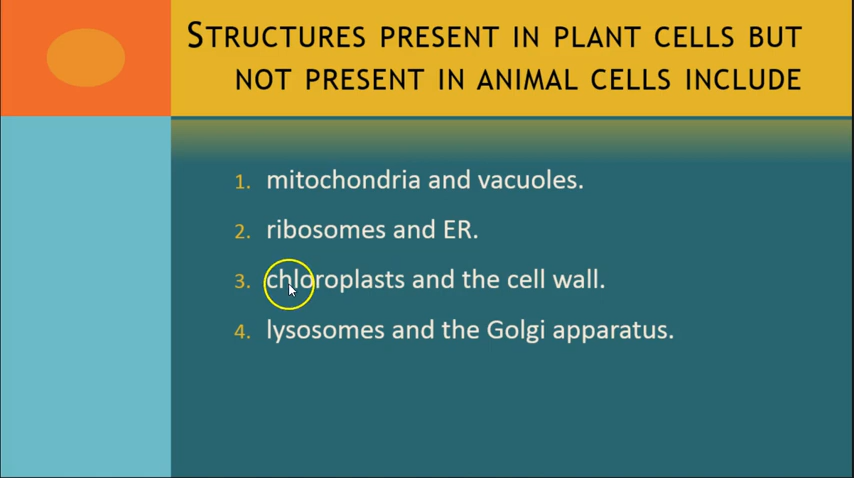 STRUCTURES PRESENT IN PLANT CELLS BUT
NOT PRESENT IN ANIMAL CELLS INCLUDE
1. mitochondria and vacuoles.
2. ribosomes and ER.
3. chloroplasts and the cell wall.
4. lysosomes and the Golgi apparatus.